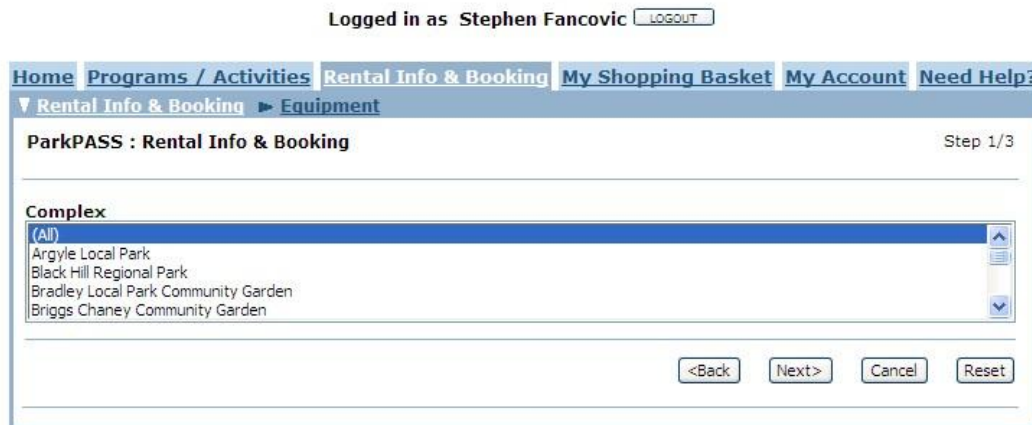 Logged in as Stephen Fancovic LOGOUT
Home Programs / Activities Rental Info & Booking My Shopping Basket My Account Need Help?
Rental Info & Booking Equipment
ParkPASS : Rental Info & Booking Step 1/3
Complex
(All)
Argyle Local Park
Black Hill Regional Park
Bradley Local Park Community Garden
Briggs Chaney Community Garden
<Back Next> Cancel Reset